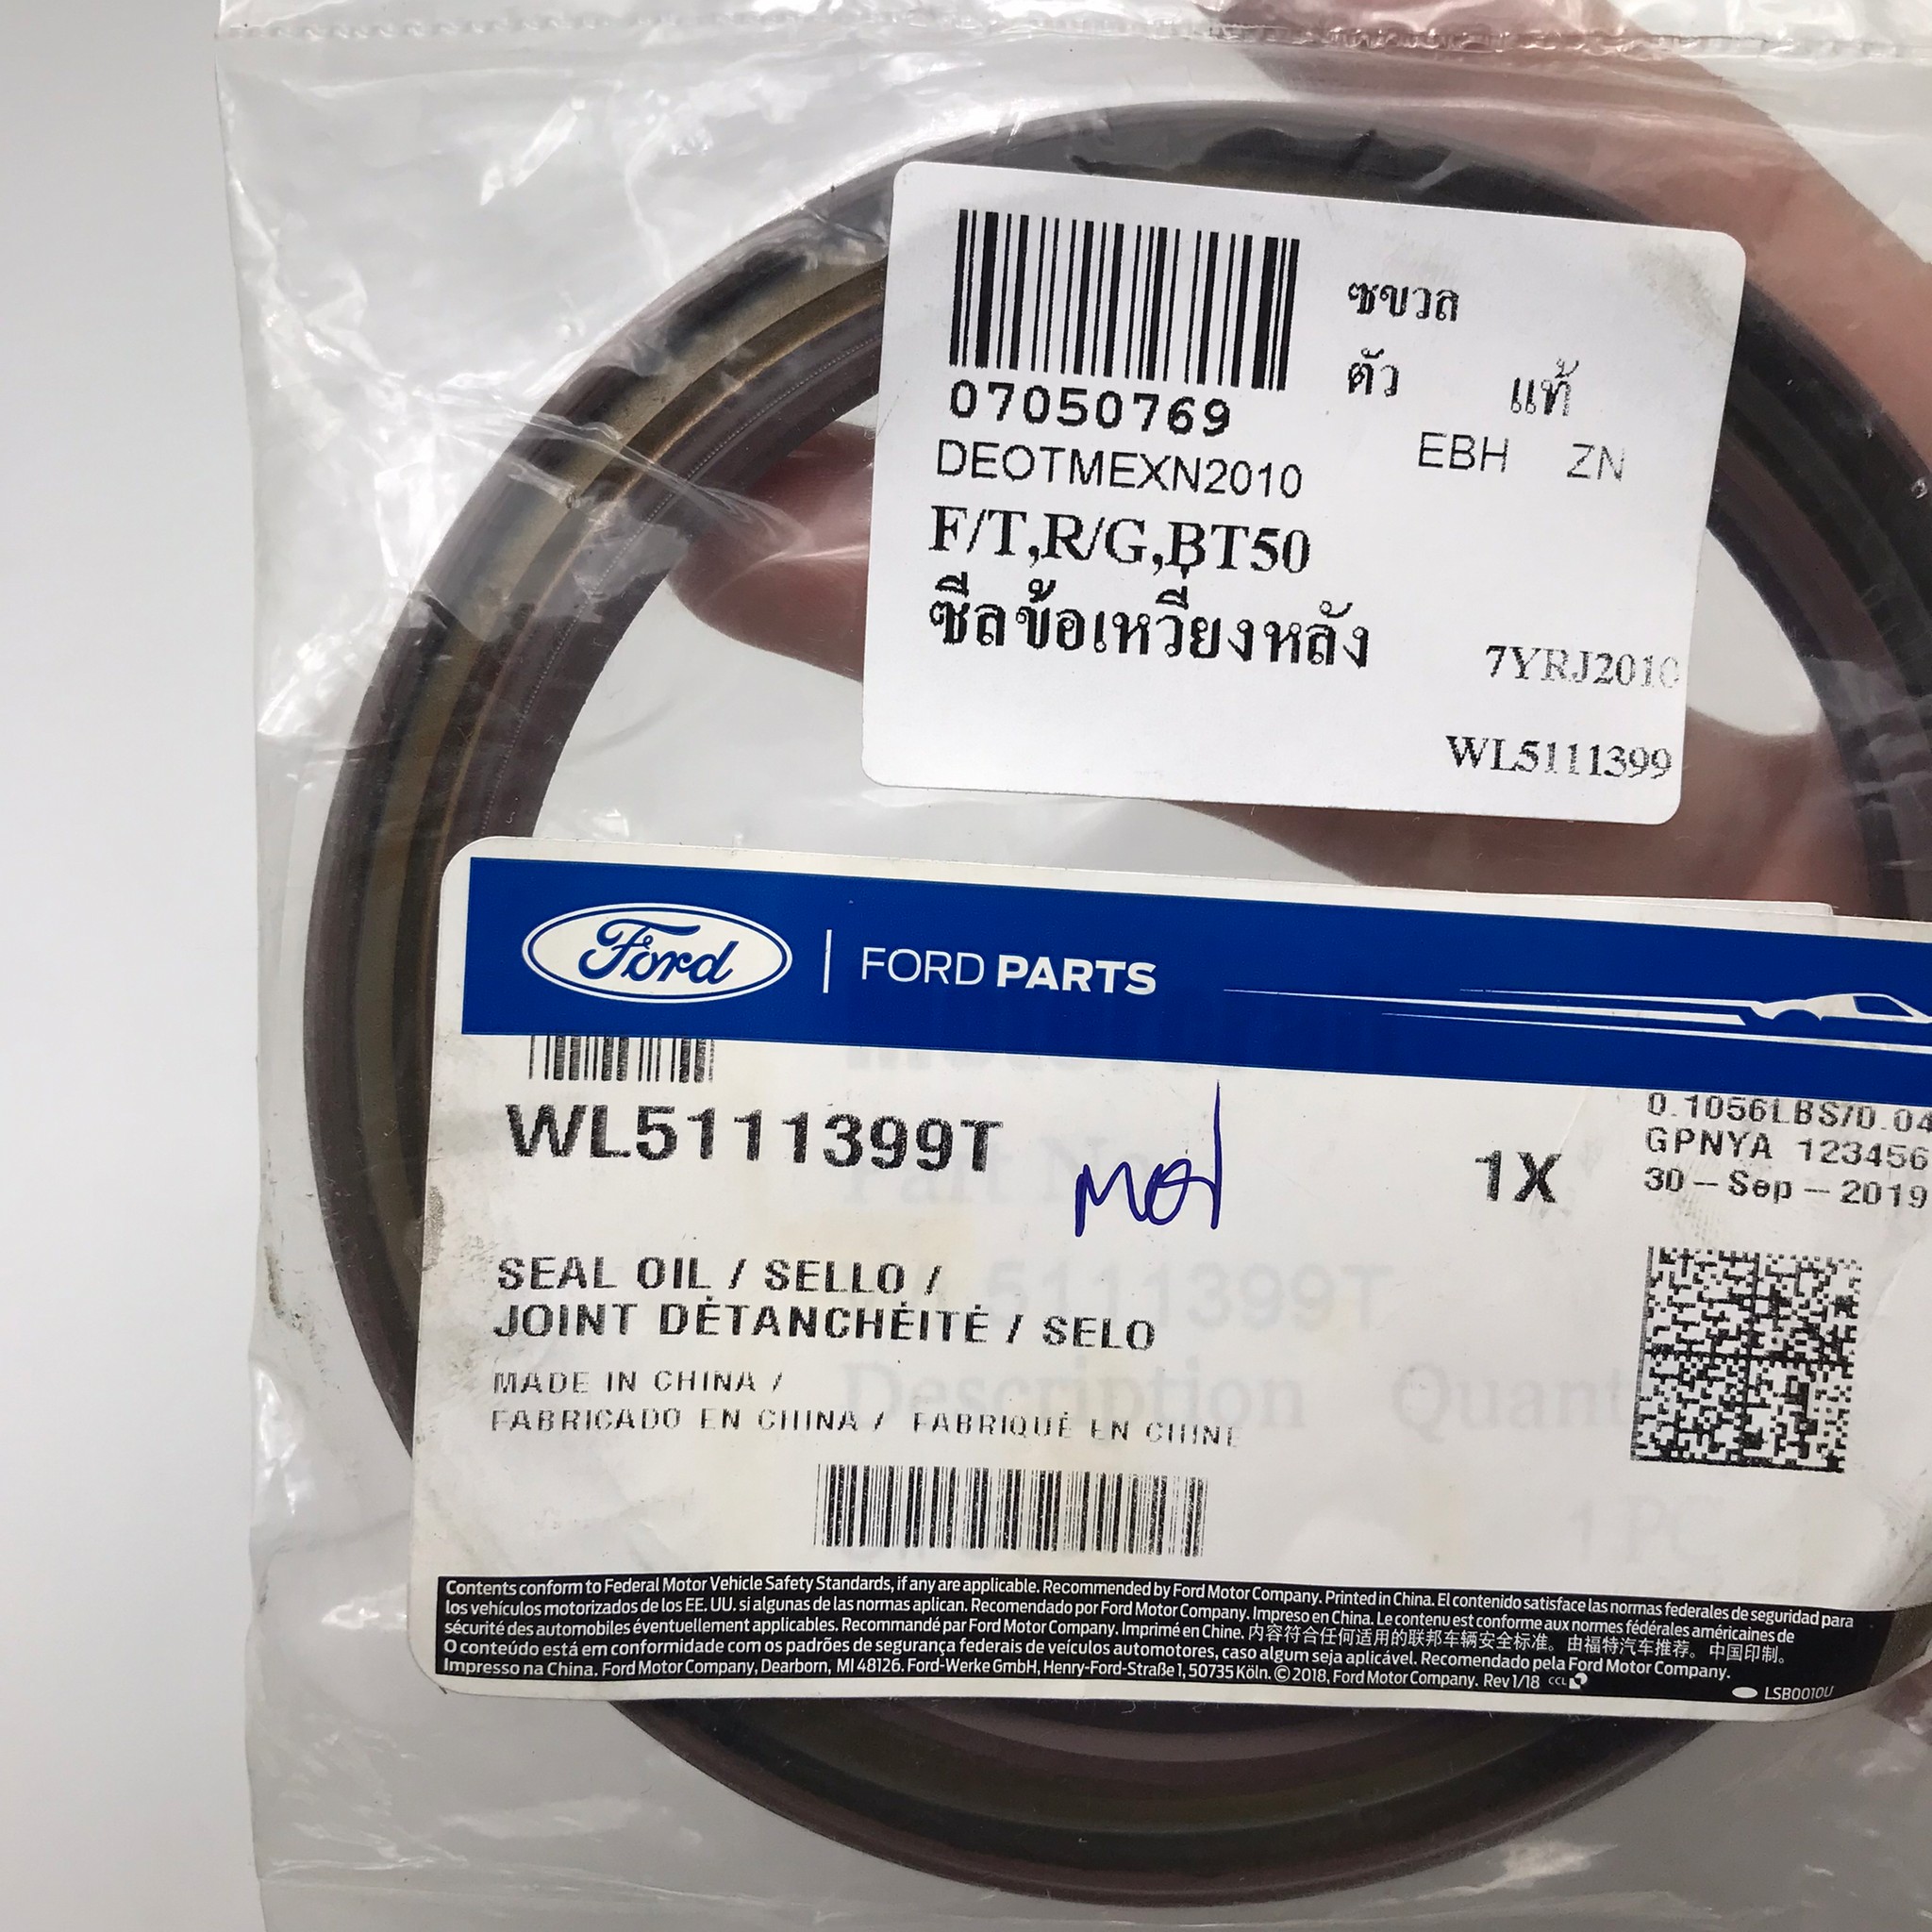 ซขวล
ตัว แท้
07050769
EBH ZN
DEOTMEXN2010
F/T,R/G,BT50
ซีลข้อเหวี่ยงหลัง
7YRJ2010
WL5111399
Ford FORD PARTS
WL5111399T
1X
0.1056LBS/0.04
GPNYA 123456
30-Sep-2019
SEAL OIL / SELLO /
JOINT DÉTANCHÉITÉ / SELO
MADE IN CHINA /
FABRICADO EN CHINA / FABRIQUÉ EN CHINE
5111399T
Description Quant
Contents conform to Federal Motor Vehicle Safety Standards, if any are applicable. Recommended by Ford Motor Company. Printed in China. El contenido satisface las normas federales de seguridad para
los vehículos motorizados de los EE. UU. si algunas de las normas aplican. Recomendado por Ford Motor Company. Impreso en China. Le contenu est conforme aux normes fédérales américaines de
sécurité des automobiles éventuellement applicables. Recommandé par Ford Motor Company. Imprimé en Chine. 内容符合任何适用的联邦车辆安全标准。由福特汽车推荐。中国印制。
O conteúdo está em conformidade com os padrões de segurança federais de veículos automotores, caso algum seja aplicável. Recomendado pela Ford Motor Company.
Impresso na China. Ford Motor Company, Dearborn, MI 48126. Ford-Werke GmbH, Henry-Ford-Straße 1, 50735 Köln. © 2018, Ford Motor Company. Rev 1/18 CCL
LSB0010U